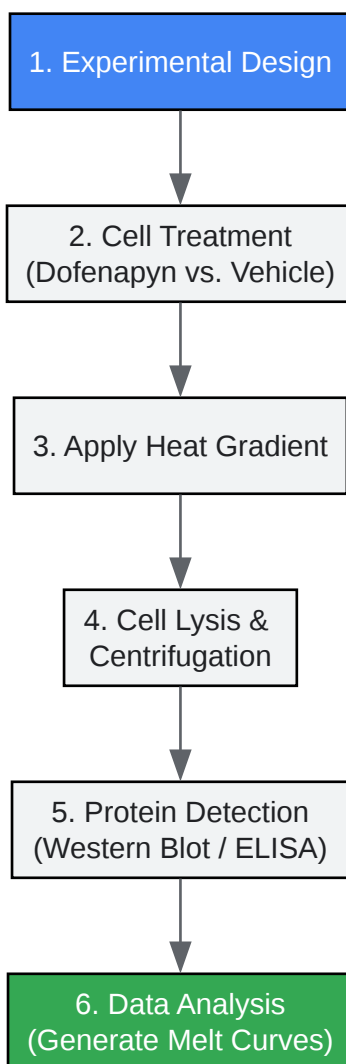 1. Experimental Design
2. Cell Treatment
(Dofenapyn vs. Vehicle)
3. Apply Heat Gradient
4. Cell Lysis &
Centrifugation
5. Protein Detection
(Western Blot / ELISA)
6. Data Analysis
(Generate Melt Curves)